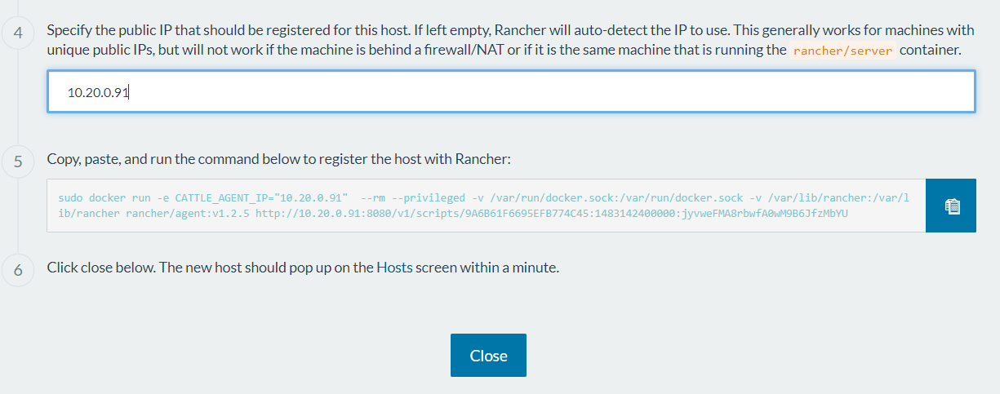 4
Specify the public IP that should be registered for this host. If left empty, Rancher will auto-detect the IP to use. This generally works for machines with
unique public IPs, but will not work if the machine is behind a firewall/NAT or if it is the same machine that is running the rancher/server container.
10.20.0.91
5
Copy, paste, and run the command below to register the host with Rancher:
sudo docker run -e CATTLE_AGENT_IP="10.20.0.91"  --rm --privileged -v /var/run/docker.sock:/var/run/docker.sock -v /var/lib/rancher:/var/l
ib/rancher rancher/agent:v1.2.5 http://10.20.0.91:8080/v1/scripts/9A6B61F6695EFB774C45:1483142400000:jyvweFMA8rbwfA0wM9B6JfzMbYU
6
Click close below. The new host should pop up on the Hosts screen within a minute.
Close